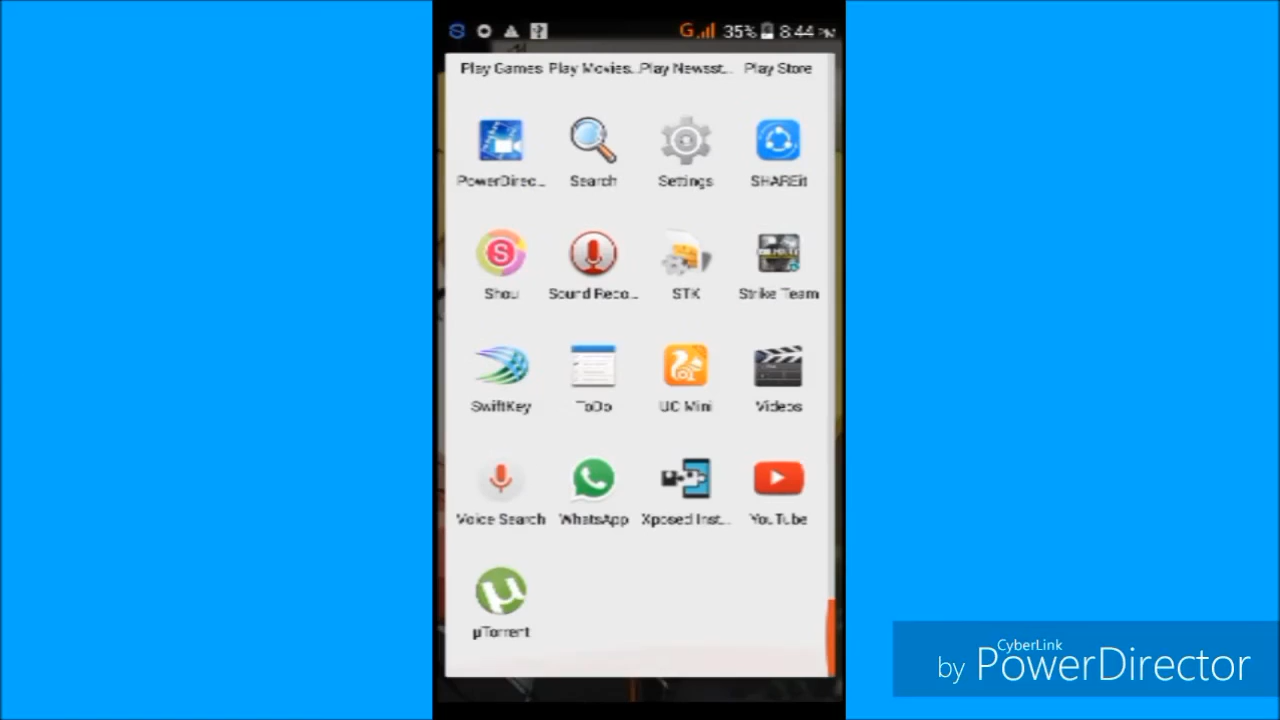 G 35% 8:44 PM
Play Games Play Movies... Play Newsst... Play Store
PowerDirec... Search Settings SHAREit
S
Shou Sound Reco... STK Strike Team
SwiftKey ToDo UC Mini Videos
Voice Search WhatsApp Xposed Inst... YouTube
µ
µTorrent
CyberLink
by PowerDirector